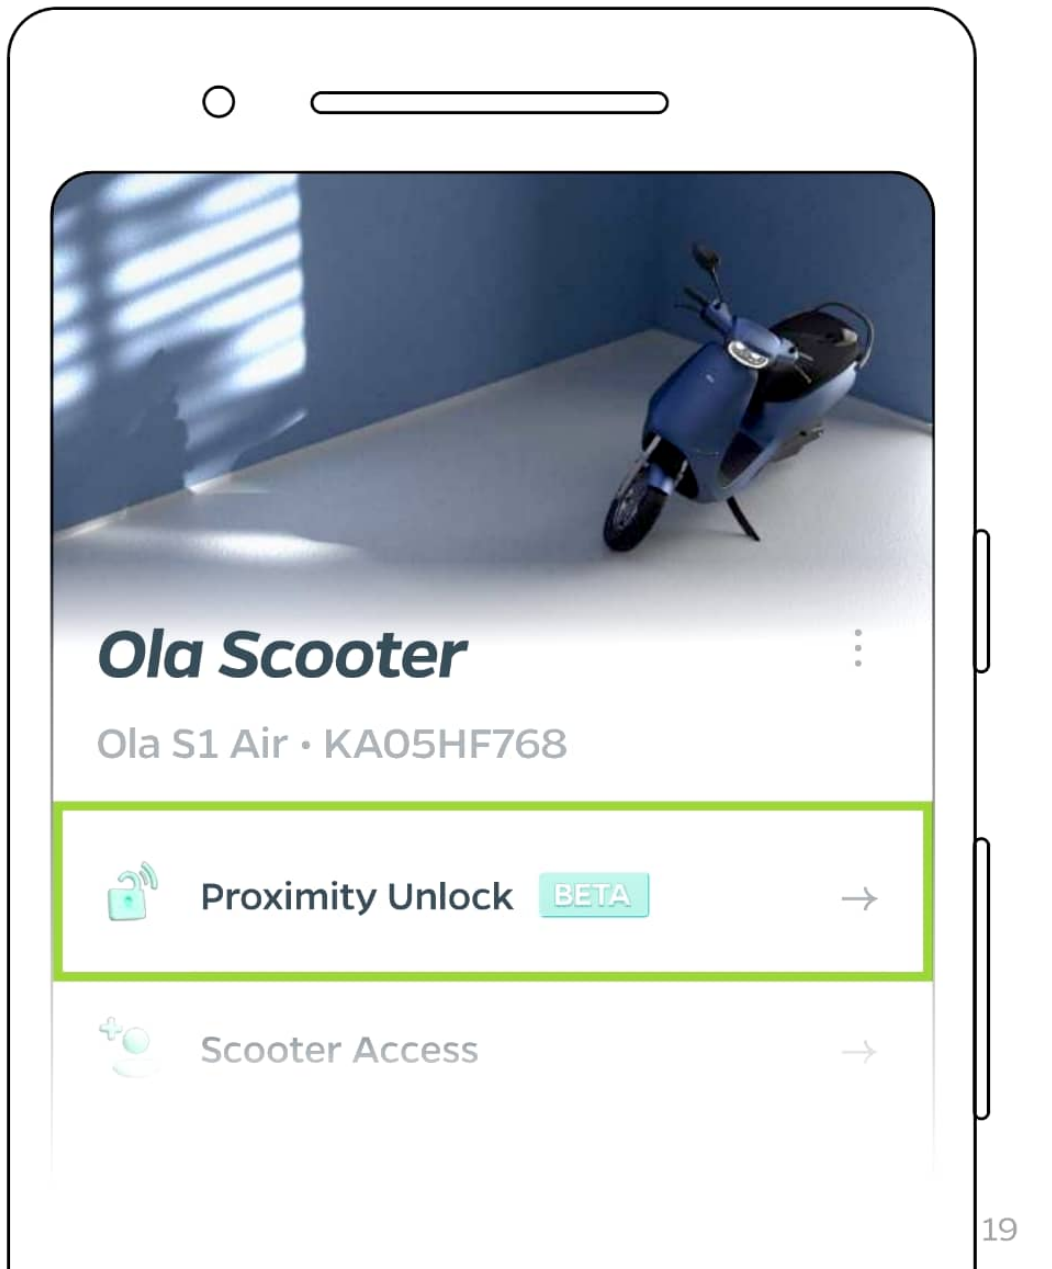 Ola Scooter
Ola S1 Air • KA05HF768
Proximity Unlock BETA
Scooter Access
19